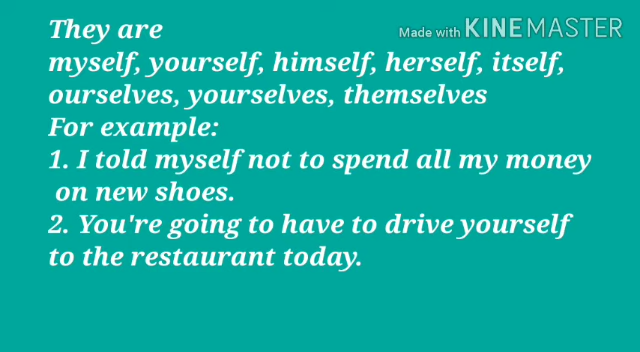 They are
Made with KINEMASTER
myself, yourself, himself, herself, itself,
ourselves, yourselves, themselves
For example:
1. I told myself not to spend all my money
on new shoes.
2. You're going to have to drive yourself
to the restaurant today.